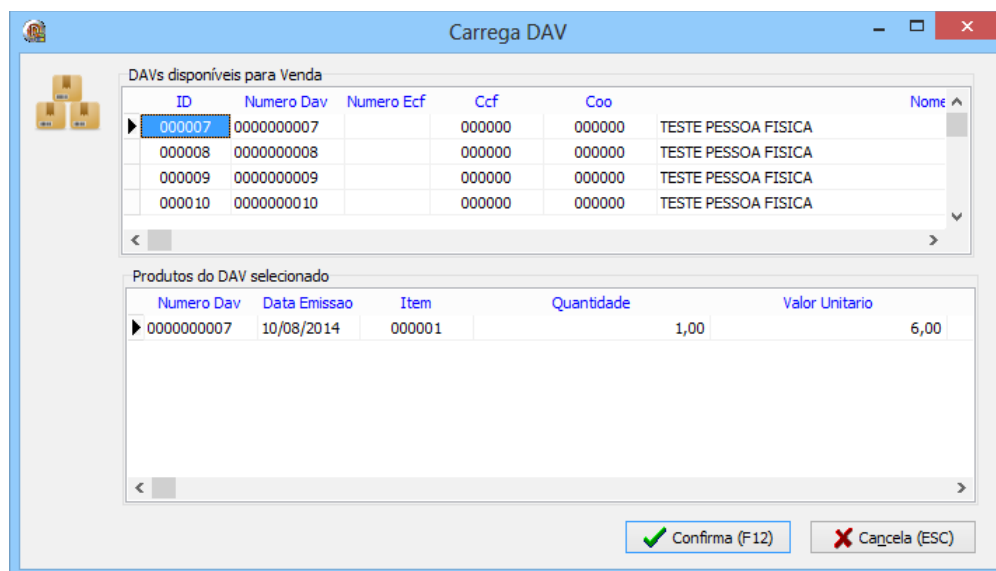 Carrega DAV
DAVs disponíveis para Venda
ID Numero Dav Numero Ecf Ccf Coo Nome
000007 0000000007 000000 000000 TESTE PESSOA FISICA
000008 0000000008 000000 000000 TESTE PESSOA FISICA
000009 0000000009 000000 000000 TESTE PESSOA FISICA
000010 0000000010 000000 000000 TESTE PESSOA FISICA
Produtos do DAV selecionado
Numero Dav Data Emissao Item Quantidade Valor Unitario
0000000007 10/08/2014 000001 1,00 6,00
Confirma (F12) Cancela (ESC)